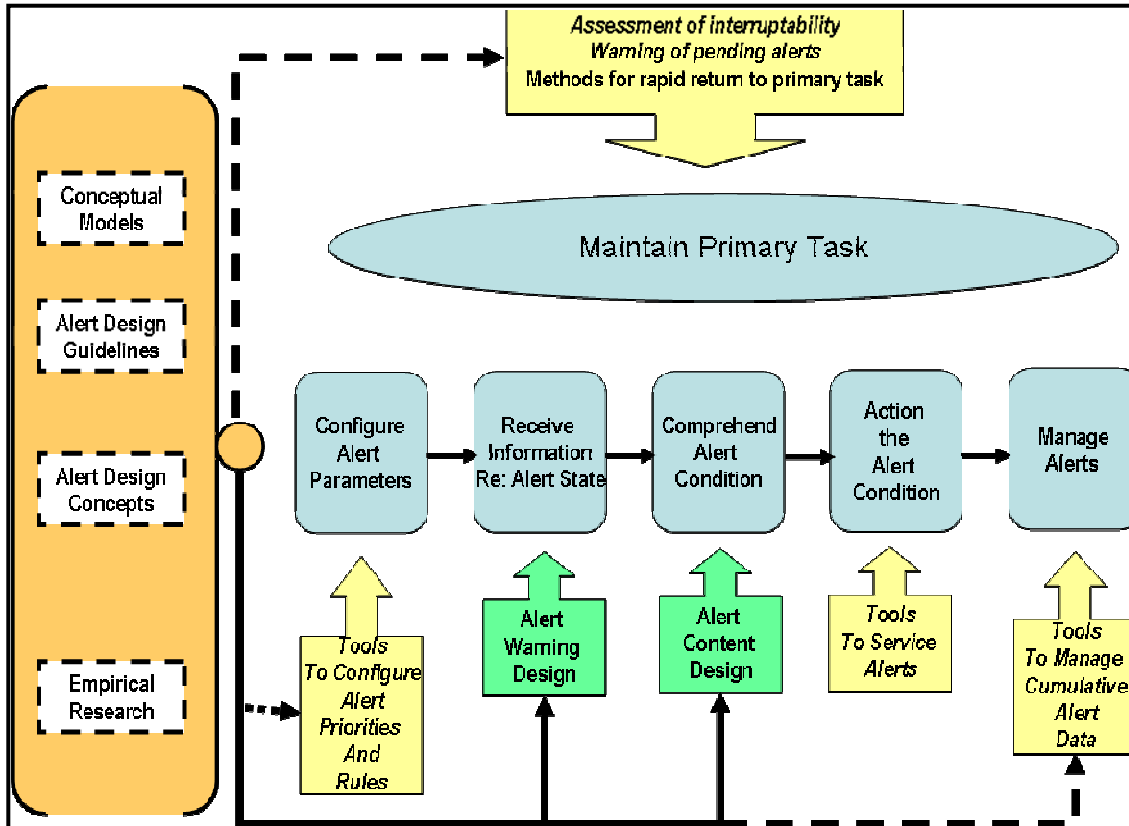 Assessment of interruptability
Warning of pending alerts
Methods for rapid return to primary task
Conceptual
Models
Alert Design
Guidelines
Alert Design
Concepts
Empirical
Research
Maintain Primary Task
Configure
Alert
Parameters
Receive
Information
Re: Alert State
Comprehend
Alert
Condition
Action
the
Alert
Condition
Manage
Alerts
Tools
To Configure
Alert
Priorities
And
Rules
Alert
Warning
Design
Alert
Content
Design
Tools
To Service
Alerts
Tools
To Manage
Cumulative
Alert
Data